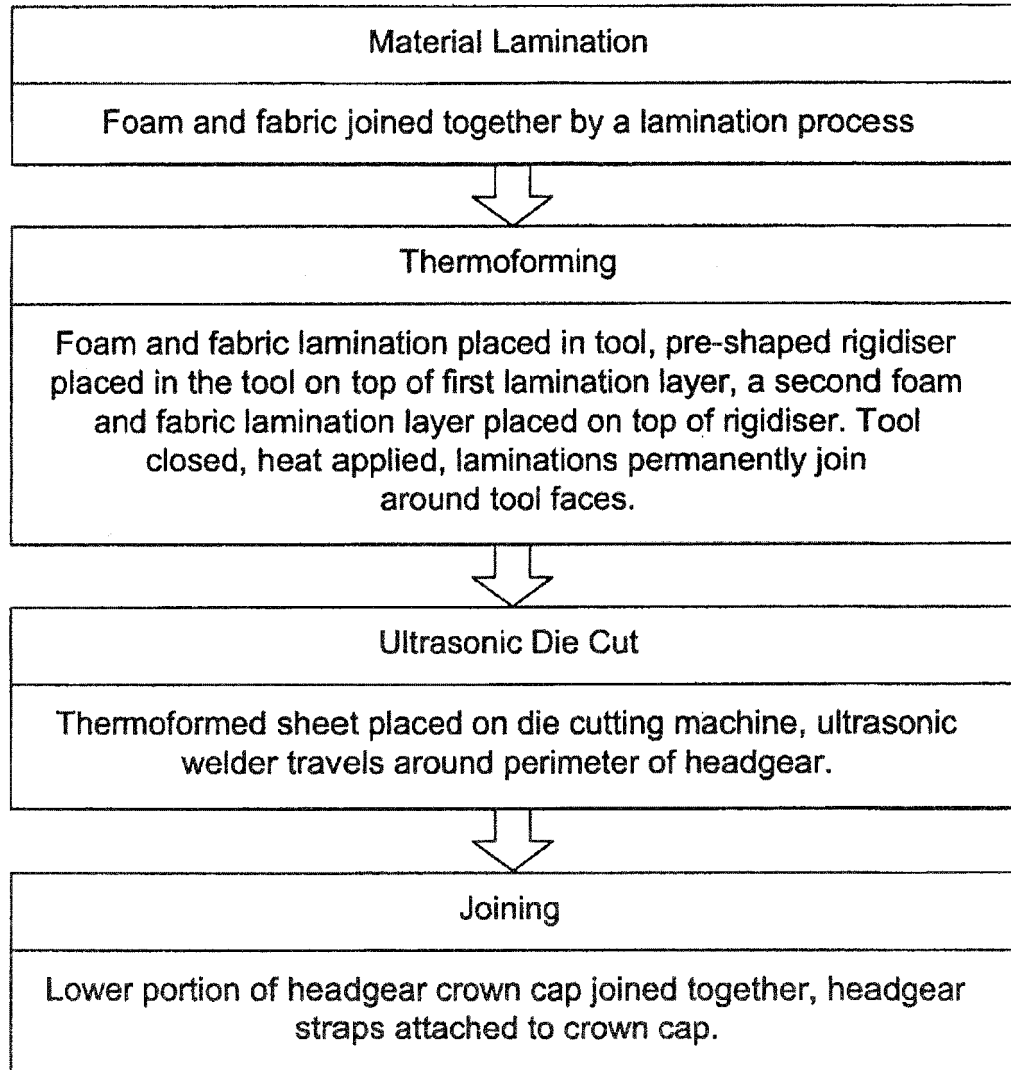 Material Lamination
Foam and fabric joined together by a lamination process
Thermoforming
Foam and fabric lamination placed in tool, pre-shaped rigidiser
placed in the tool on top of first lamination layer, a second foam
and fabric lamination layer placed on top of rigidiser. Tool
closed, heat applied, laminations permanently join
around tool faces.
Ultrasonic Die Cut
Thermoformed sheet placed on die cutting machine, ultrasonic
welder travels around perimeter of headgear.
Joining
Lower portion of headgear crown cap joined together, headgear
straps attached to crown cap.